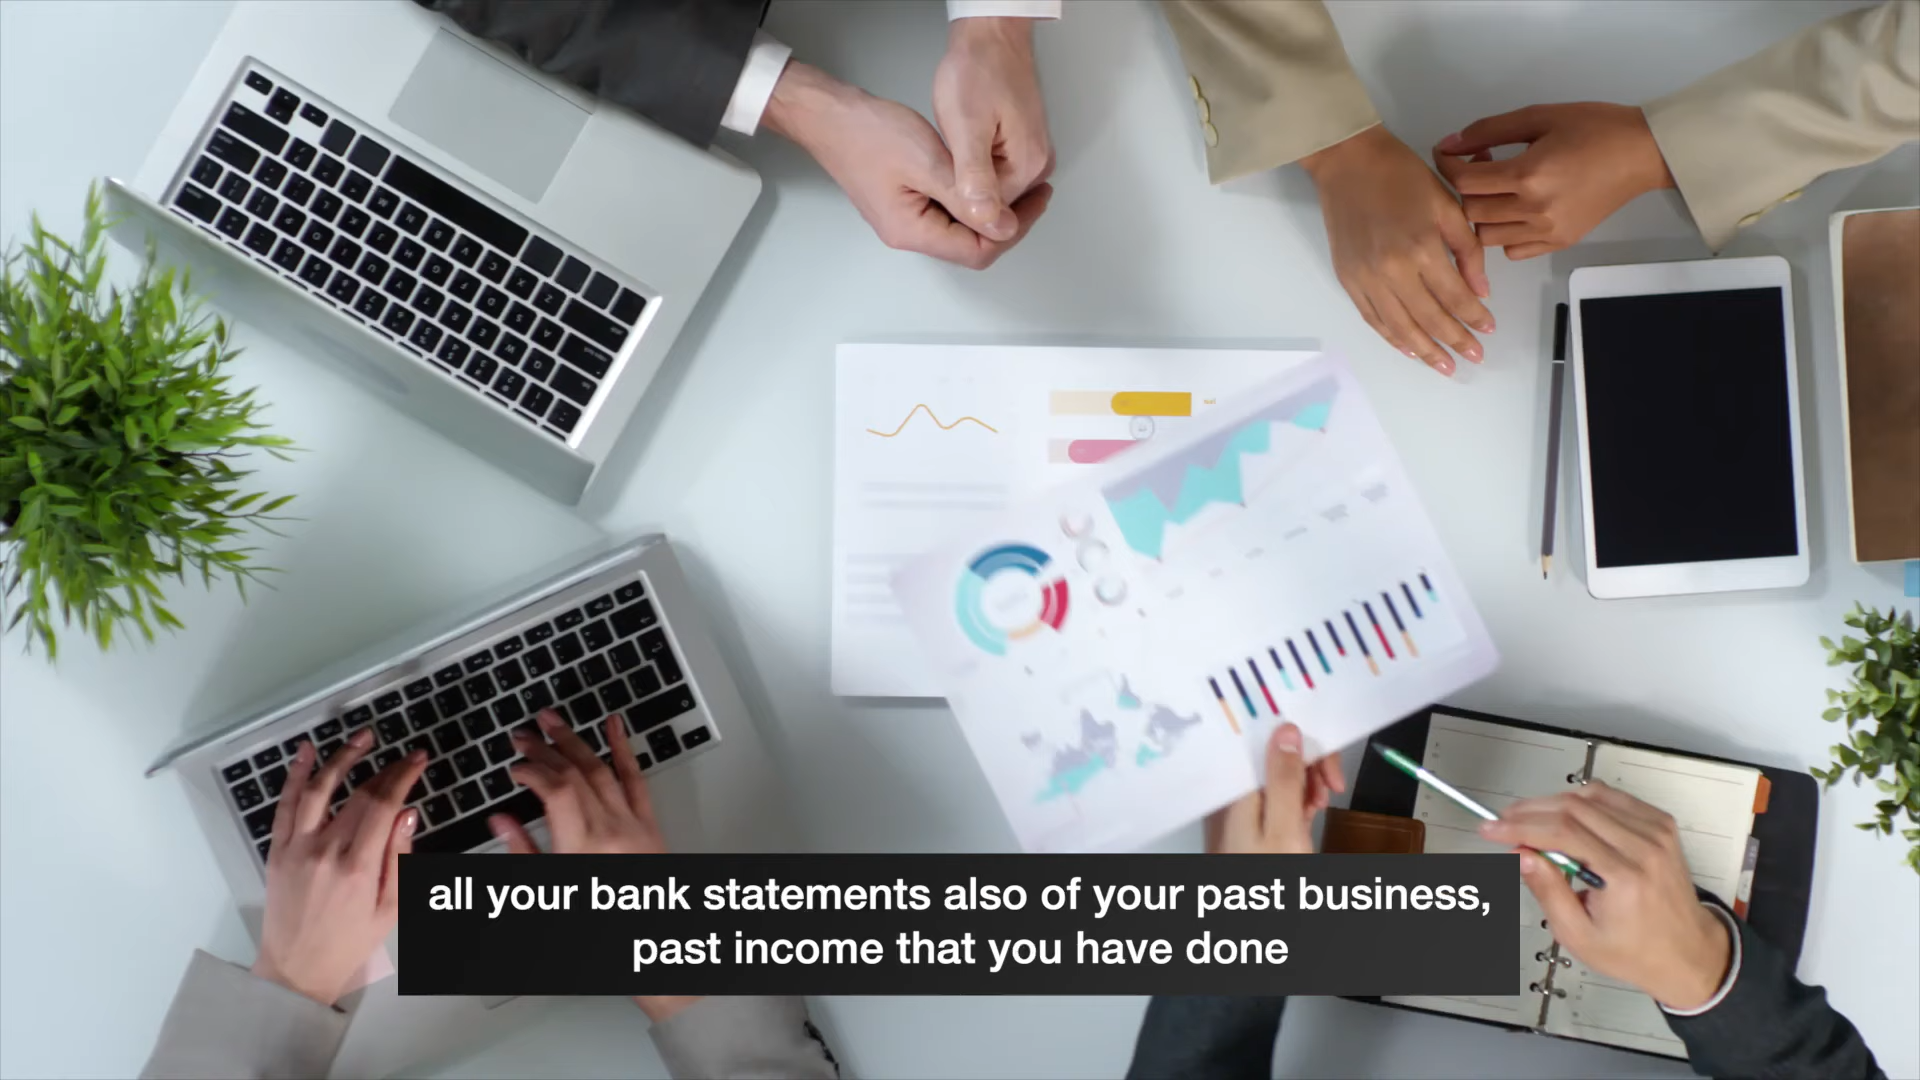 all your bank statements also of your past business,
past income that you have done